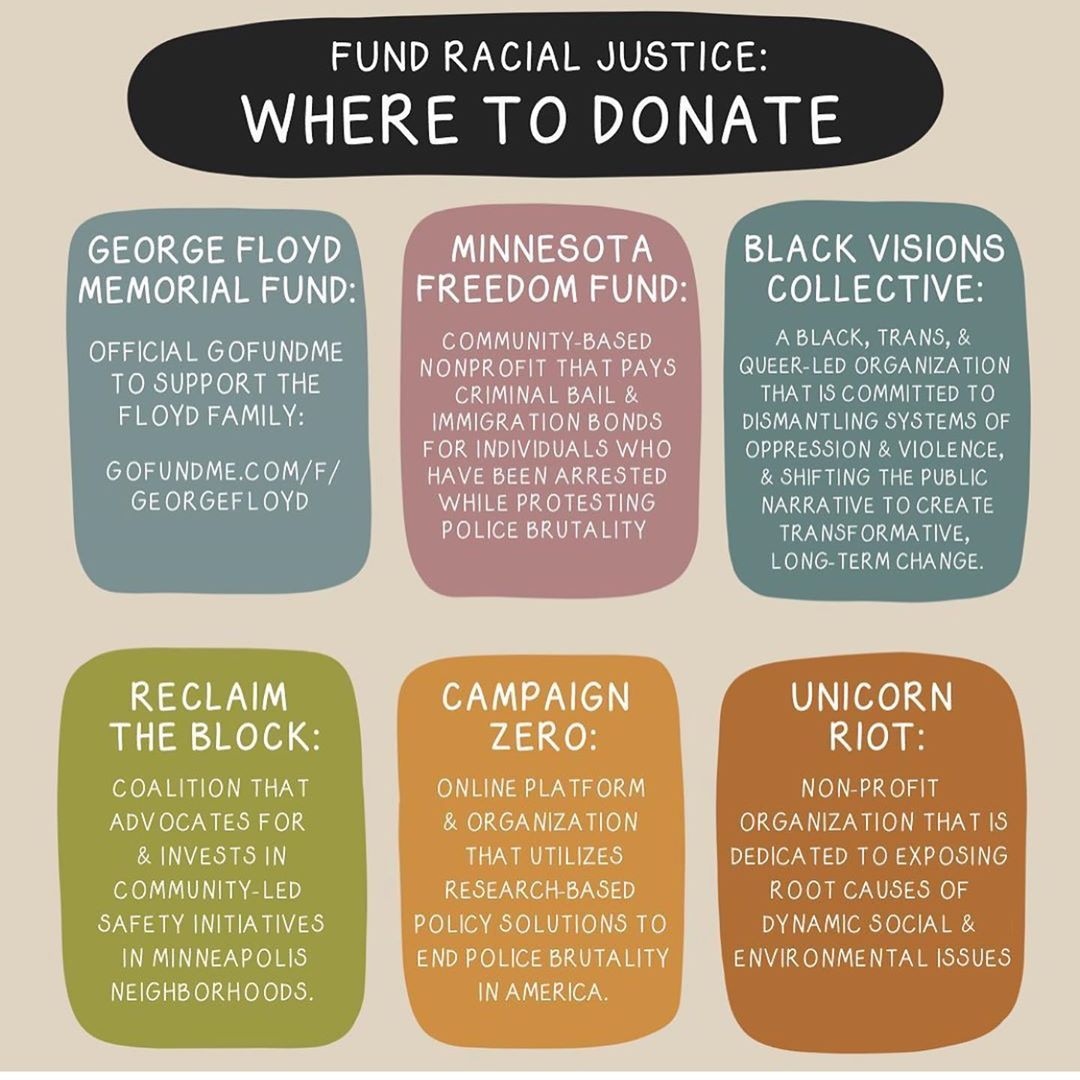 FUND RACIAL JUSTICE:
WHERE TO DONATE
GEORGE FLOYD
MEMORIAL FUND:
OFFICIAL GOFUNDME
TO SUPPORT THE
FLOYD FAMILY:
GOFUNDME.COM/F/
GEORGEFLOYD
MINNESOTA
FREEDOM FUND:
COMMUNITY-BASED
NONPROFIT THAT PAYS
CRIMINAL BAIL &
IMMIGRATION BONDS
FOR INDIVIDUALS WHO
HAVE BEEN ARRESTED
WHILE PROTESTING
POLICE BRUTALITY
BLACK VISIONS
COLLECTIVE:
A BLACK, TRANS, &
QUEER-LED ORGANIZATION
THAT IS COMMITTED TO
DISMANTLING SYSTEMS OF
OPPRESSION & VIOLENCE,
& SHIFTING THE PUBLIC
NARRATIVE TO CREATE
TRANSFORMATIVE,
LONG-TERM CHANGE.
RECLAIM
THE BLOCK:
COALITION THAT
ADVOCATES FOR
& INVESTS IN
COMMUNITY-LED
SAFETY INITIATIVES
IN MINNEAPOLIS
NEIGHBORHOODS.
CAMPAIGN
ZERO:
ONLINE PLATFORM
& ORGANIZATION
THAT UTILIZES
RESEARCH-BASED
POLICY SOLUTIONS TO
END POLICE BRUTALITY
IN AMERICA.
UNICORN
RIOT:
NON-PROFIT
ORGANIZATION THAT IS
DEDICATED TO EXPOSING
ROOT CAUSES OF
DYNAMIC SOCIAL &
ENVIRONMENTAL ISSUES